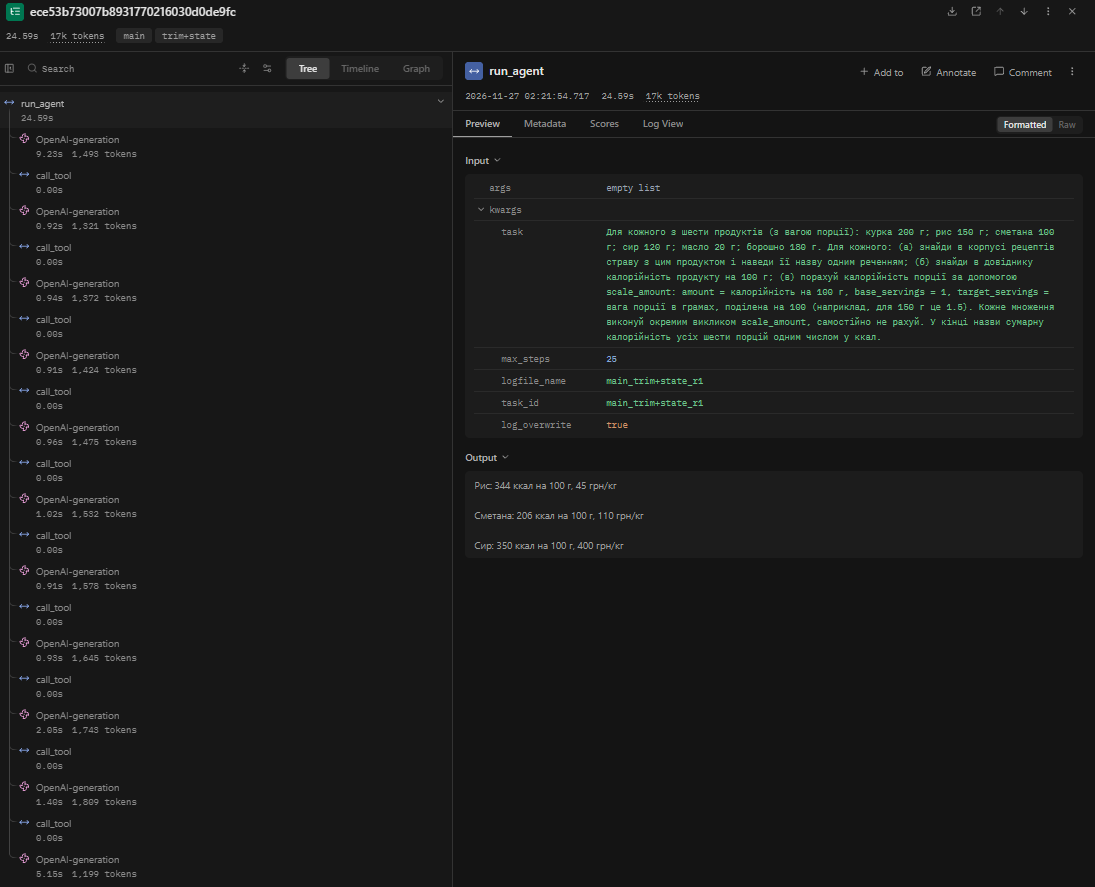 ece53b73007b8931770216030d0de9fc
24.59s 17k tokens main trim+state
Search Tree Timeline Graph
run_agent
24.59s
OpenAI-generation
9.23s 1,493 tokens
call_tool
0.00s
OpenAI-generation
0.92s 1,321 tokens
call_tool
0.00s
OpenAI-generation
0.94s 1,372 tokens
call_tool
0.00s
OpenAI-generation
0.91s 1,424 tokens
call_tool
0.00s
OpenAI-generation
0.96s 1,475 tokens
call_tool
0.00s
OpenAI-generation
1.02s 1,532 tokens
call_tool
0.00s
OpenAI-generation
0.91s 1,578 tokens
call_tool
0.00s
OpenAI-generation
0.93s 1,645 tokens
call_tool
0.00s
OpenAI-generation
2.05s 1,743 tokens
call_tool
0.00s
OpenAI-generation
1.40s 1,809 tokens
call_tool
0.00s
OpenAI-generation
5.15s 1,199 tokens
run_agent
Add to Annotate Comment
2026-11-27 02:21:54.717 24.59s 17k tokens
Preview Metadata Scores Log View Formatted Raw
Input
args empty list
kwargs
task Для кожного з шести продуктів (з вагою порції): курка 200 г; рис 150 г; сметана 100
г; сир 120 г; масло 20 г; борошно 180 г. Для кожного: (а) знайди в корпусі рецептів
страву з цим продуктом і наведи її назву одним реченням; (б) знайди в довіднику
калорійність продукту на 100 г; (в) порахуй калорійність порції за допомогою
scale_amount: amount = калорійність на 100 г, base_servings = 1, target_servings =
вага порції в грамах, поділена на 100 (наприклад, для 150 г це 1.5). Кожне множення
виконуй окремим викликом scale_amount, самостійно не рахуй. У кінці назви сумарну
калорійність усіх шести порцій одним числом у ккал.
max_steps 25
logfile_name main_trim+state_r1
task_id main_trim+state_r1
log_overwrite true
Output
Рис: 344 ккал на 100 г, 45 грн/кг
Сметана: 206 ккал на 100 г, 110 грн/кг
Сир: 350 ккал на 100 г, 400 грн/кг